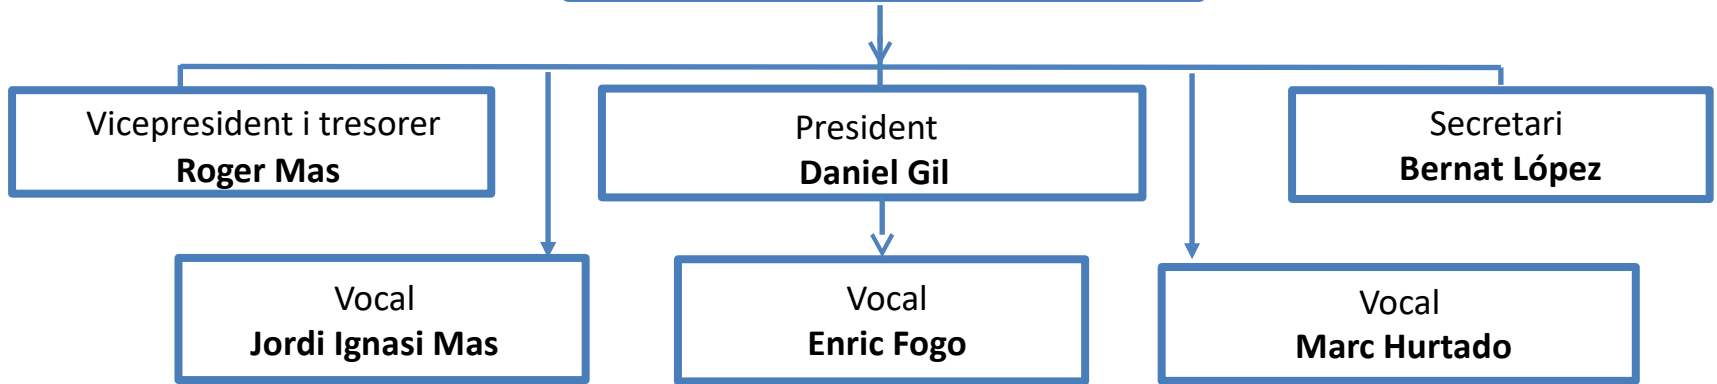 Vicepresident i tresorer
Roger Mas
President
Daniel Gil
Secretari
Bernat López
Vocal
Jordi Ignasi Mas
Vocal
Enric Fogo
Vocal
Marc Hurtado